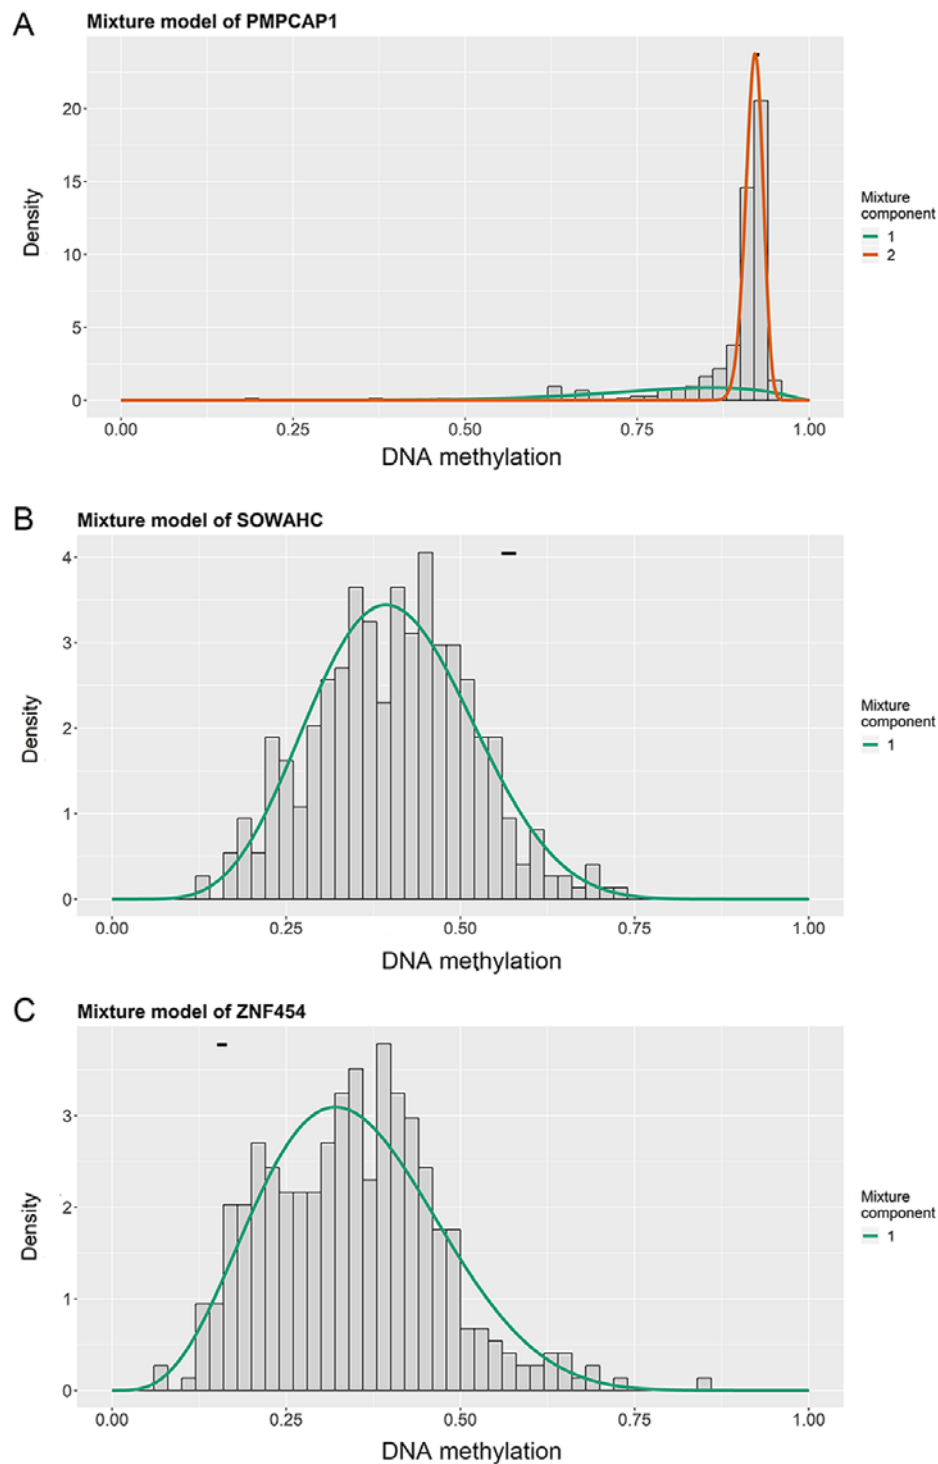 A
Mixture model of PMPCAP1
Density
20
15
10
5
0
0.00 0.25 0.50 0.75 1.00
DNA methylation
Mixture
component
1
2
B
Mixture model of SOWAHC
Density
4
3
2
1
0
0.00 0.25 0.50 0.75 1.00
DNA methylation
Mixture
component
1
C
Mixture model of ZNF454
Density
3
2
1
0
0.00 0.25 0.50 0.75 1.00
DNA methylation
Mixture
component
1